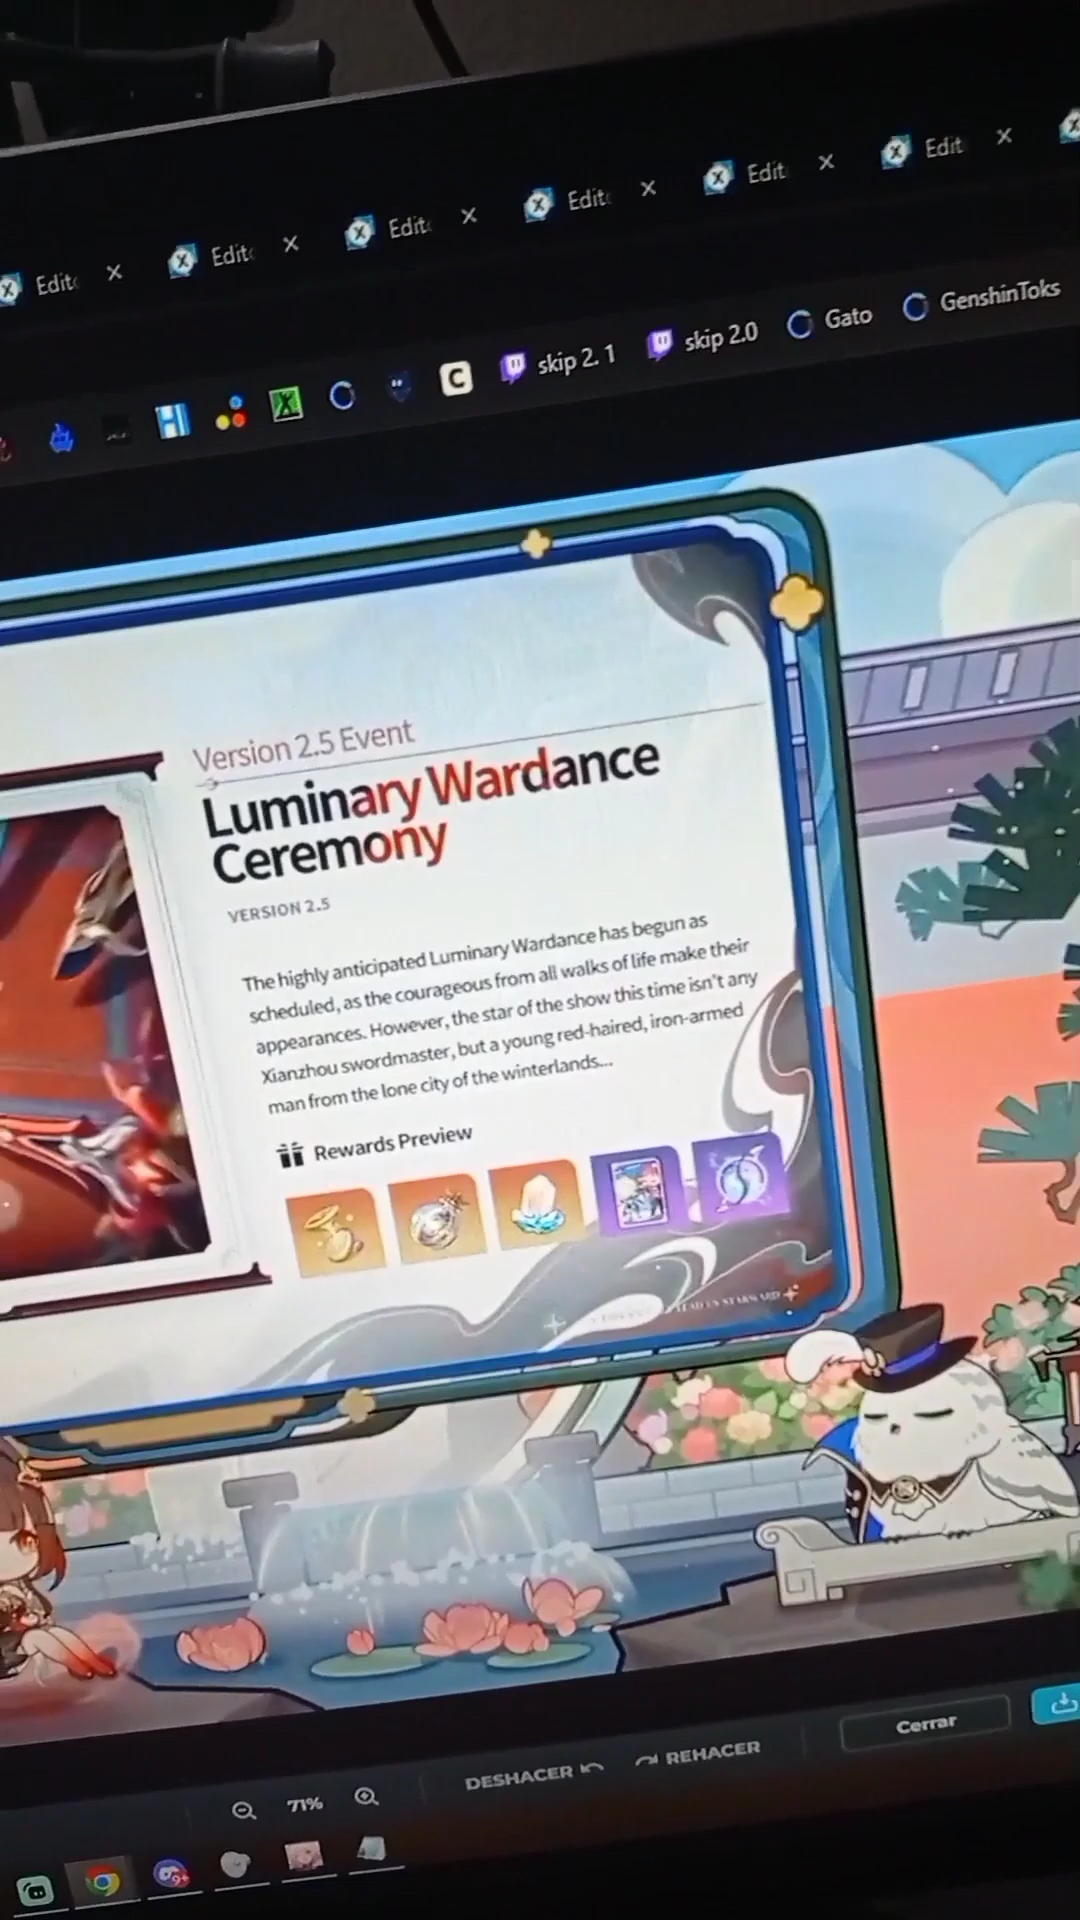 Edit
Edit
Edit
Edit
Edit
Edit
skip 2. 1
skip 2.0
Gato
GenshinToks
Version 2.5 Event
Luminary Wardance
Ceremony
VERSION 2.5
The highly anticipated Luminary Wardance has begun as
scheduled, as the courageous from all walks of life make their
appearances. However, the star of the show this time isn't any
Xianzhou swordmaster, but a young red-haired, iron-armed
man from the lone city of the winterlands...
Rewards Preview
71%
DESHACER
REHACER
Cerrar
9+